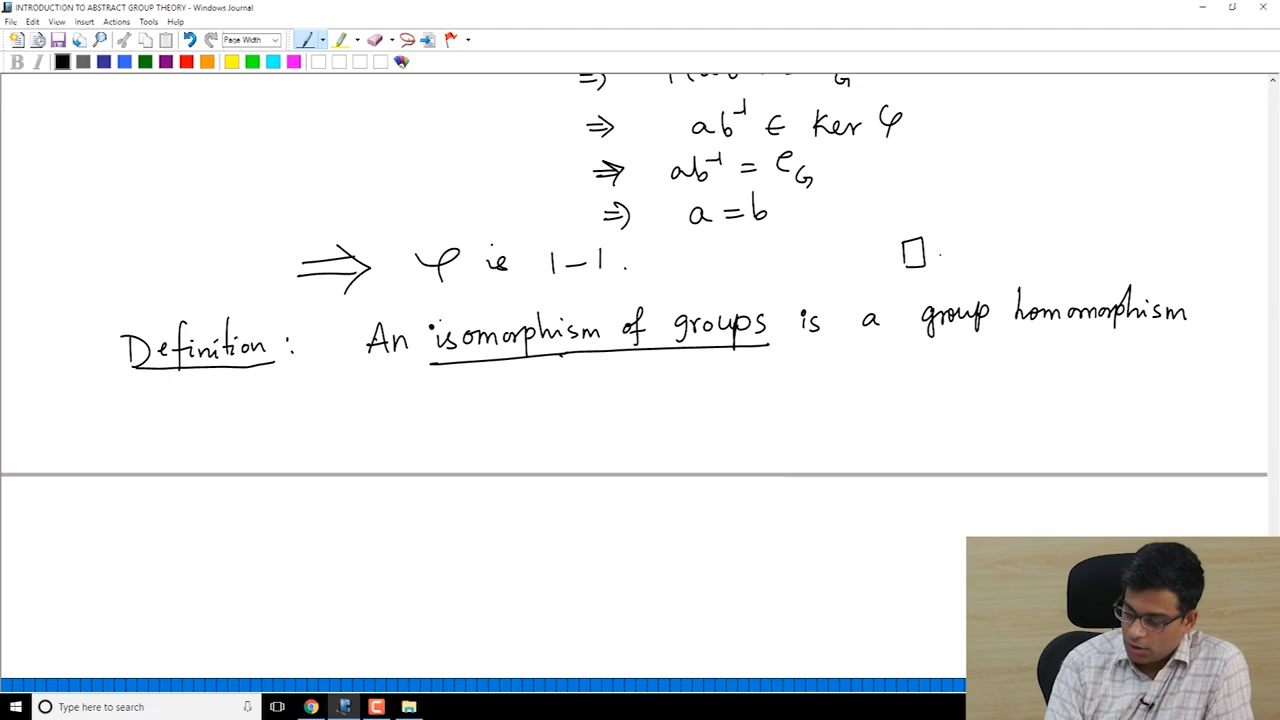 INTRODUCTION TO ABSTRACT GROUP THEORY - Windows Journal
File Edit View Insert Actions Tools Help
Page Width
B I
⇒ ab⁻¹ ∈ ker φ
⇒ ab⁻¹ = e_G
⇒ a = b
⇒ φ is 1-1. □.
Definition: An isomorphism of groups is a group homomorphism
Type here to search